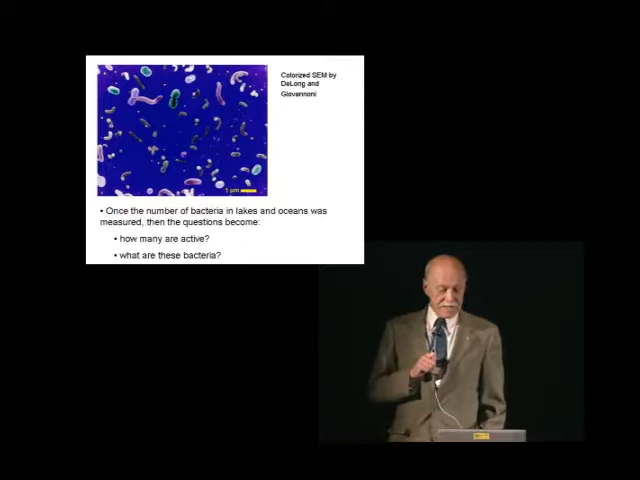 Colorized SEM by
DeLong and
Giovannoni
1 µm
• Once the number of bacteria in lakes and oceans was
measured, then the questions become:
• how many are active?
• what are these bacteria?